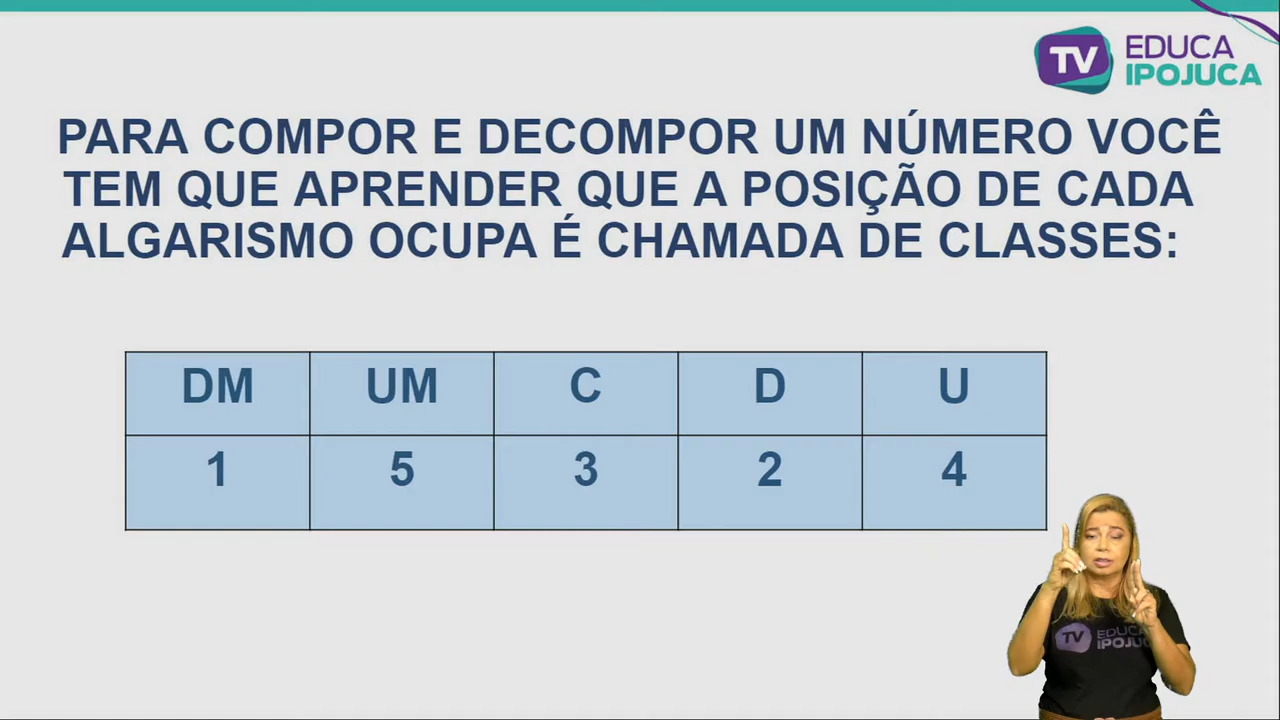 TV EDUCA
IPOJUCA
PARA COMPOR E DECOMPOR UM NÚMERO VOCÊ
TEM QUE APRENDER QUE A POSIÇÃO DE CADA
ALGARISMO OCUPA É CHAMADA DE CLASSES:
DM UM C D U
1 5 3 2 4
TV EDUCA
IPOJUC